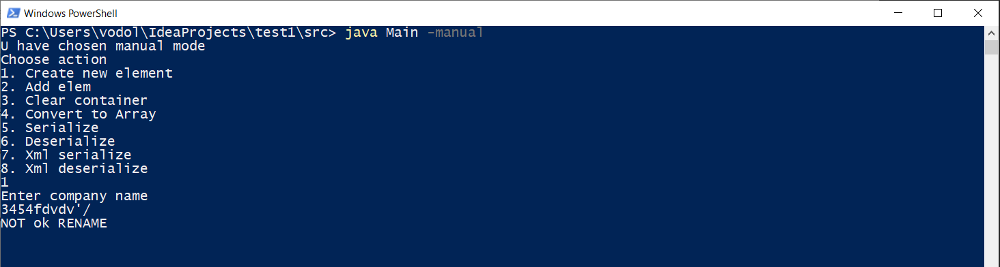 Windows PowerShell
PS C:\Users\vodol\IdeaProjects\test1\src> java Main -manual
U have chosen manual mode
Choose action
1. Create new element
2. Add elem
3. Clear container
4. Convert to Array
5. Serialize
6. Deserialize
7. Xml serialize
8. Xml deserialize
1
Enter company name
3454fdvdv'/
NOT ok RENAME